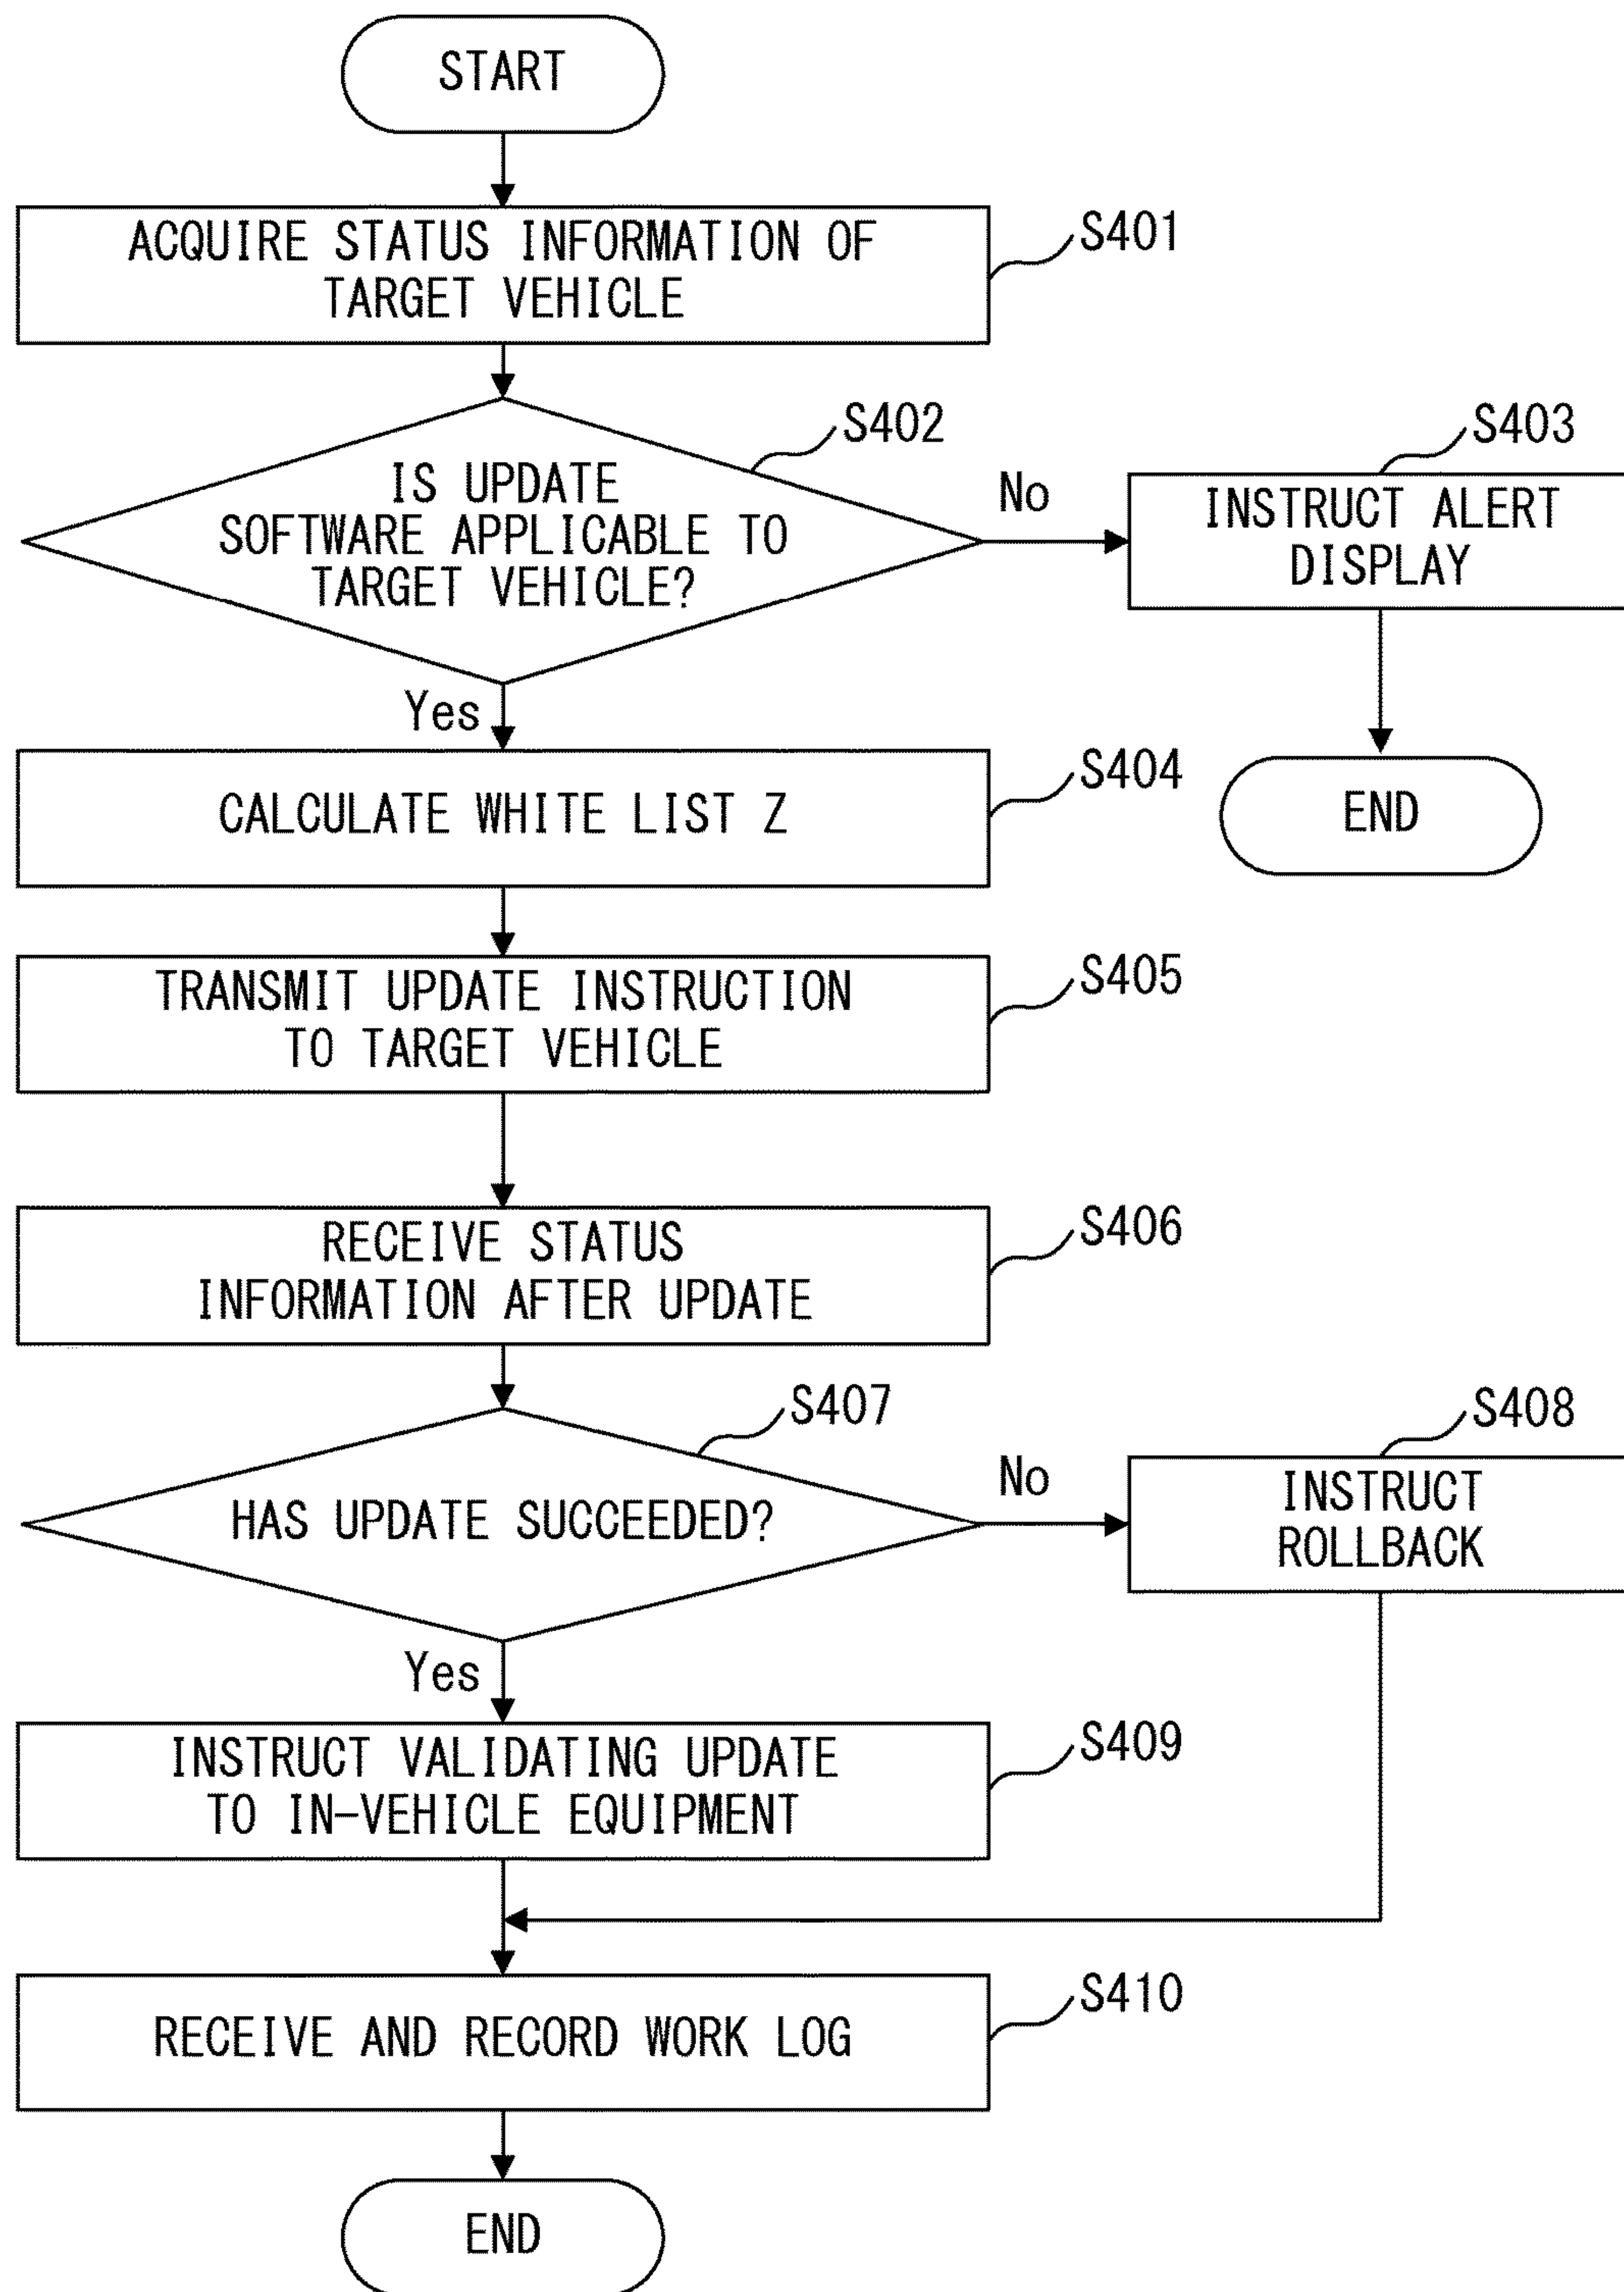 START
ACQUIRE STATUS INFORMATION OF
TARGET VEHICLE
S401
S402
IS UPDATE
SOFTWARE APPLICABLE TO
TARGET VEHICLE?
No
S403
INSTRUCT ALERT
DISPLAY
END
Yes
CALCULATE WHITE LIST Z
S404
TRANSMIT UPDATE INSTRUCTION
TO TARGET VEHICLE
S405
RECEIVE STATUS
INFORMATION AFTER UPDATE
S406
S407
HAS UPDATE SUCCEEDED?
No
S408
INSTRUCT
ROLLBACK
Yes
INSTRUCT VALIDATING UPDATE
TO IN-VEHICLE EQUIPMENT
S409
RECEIVE AND RECORD WORK LOG
S410
END